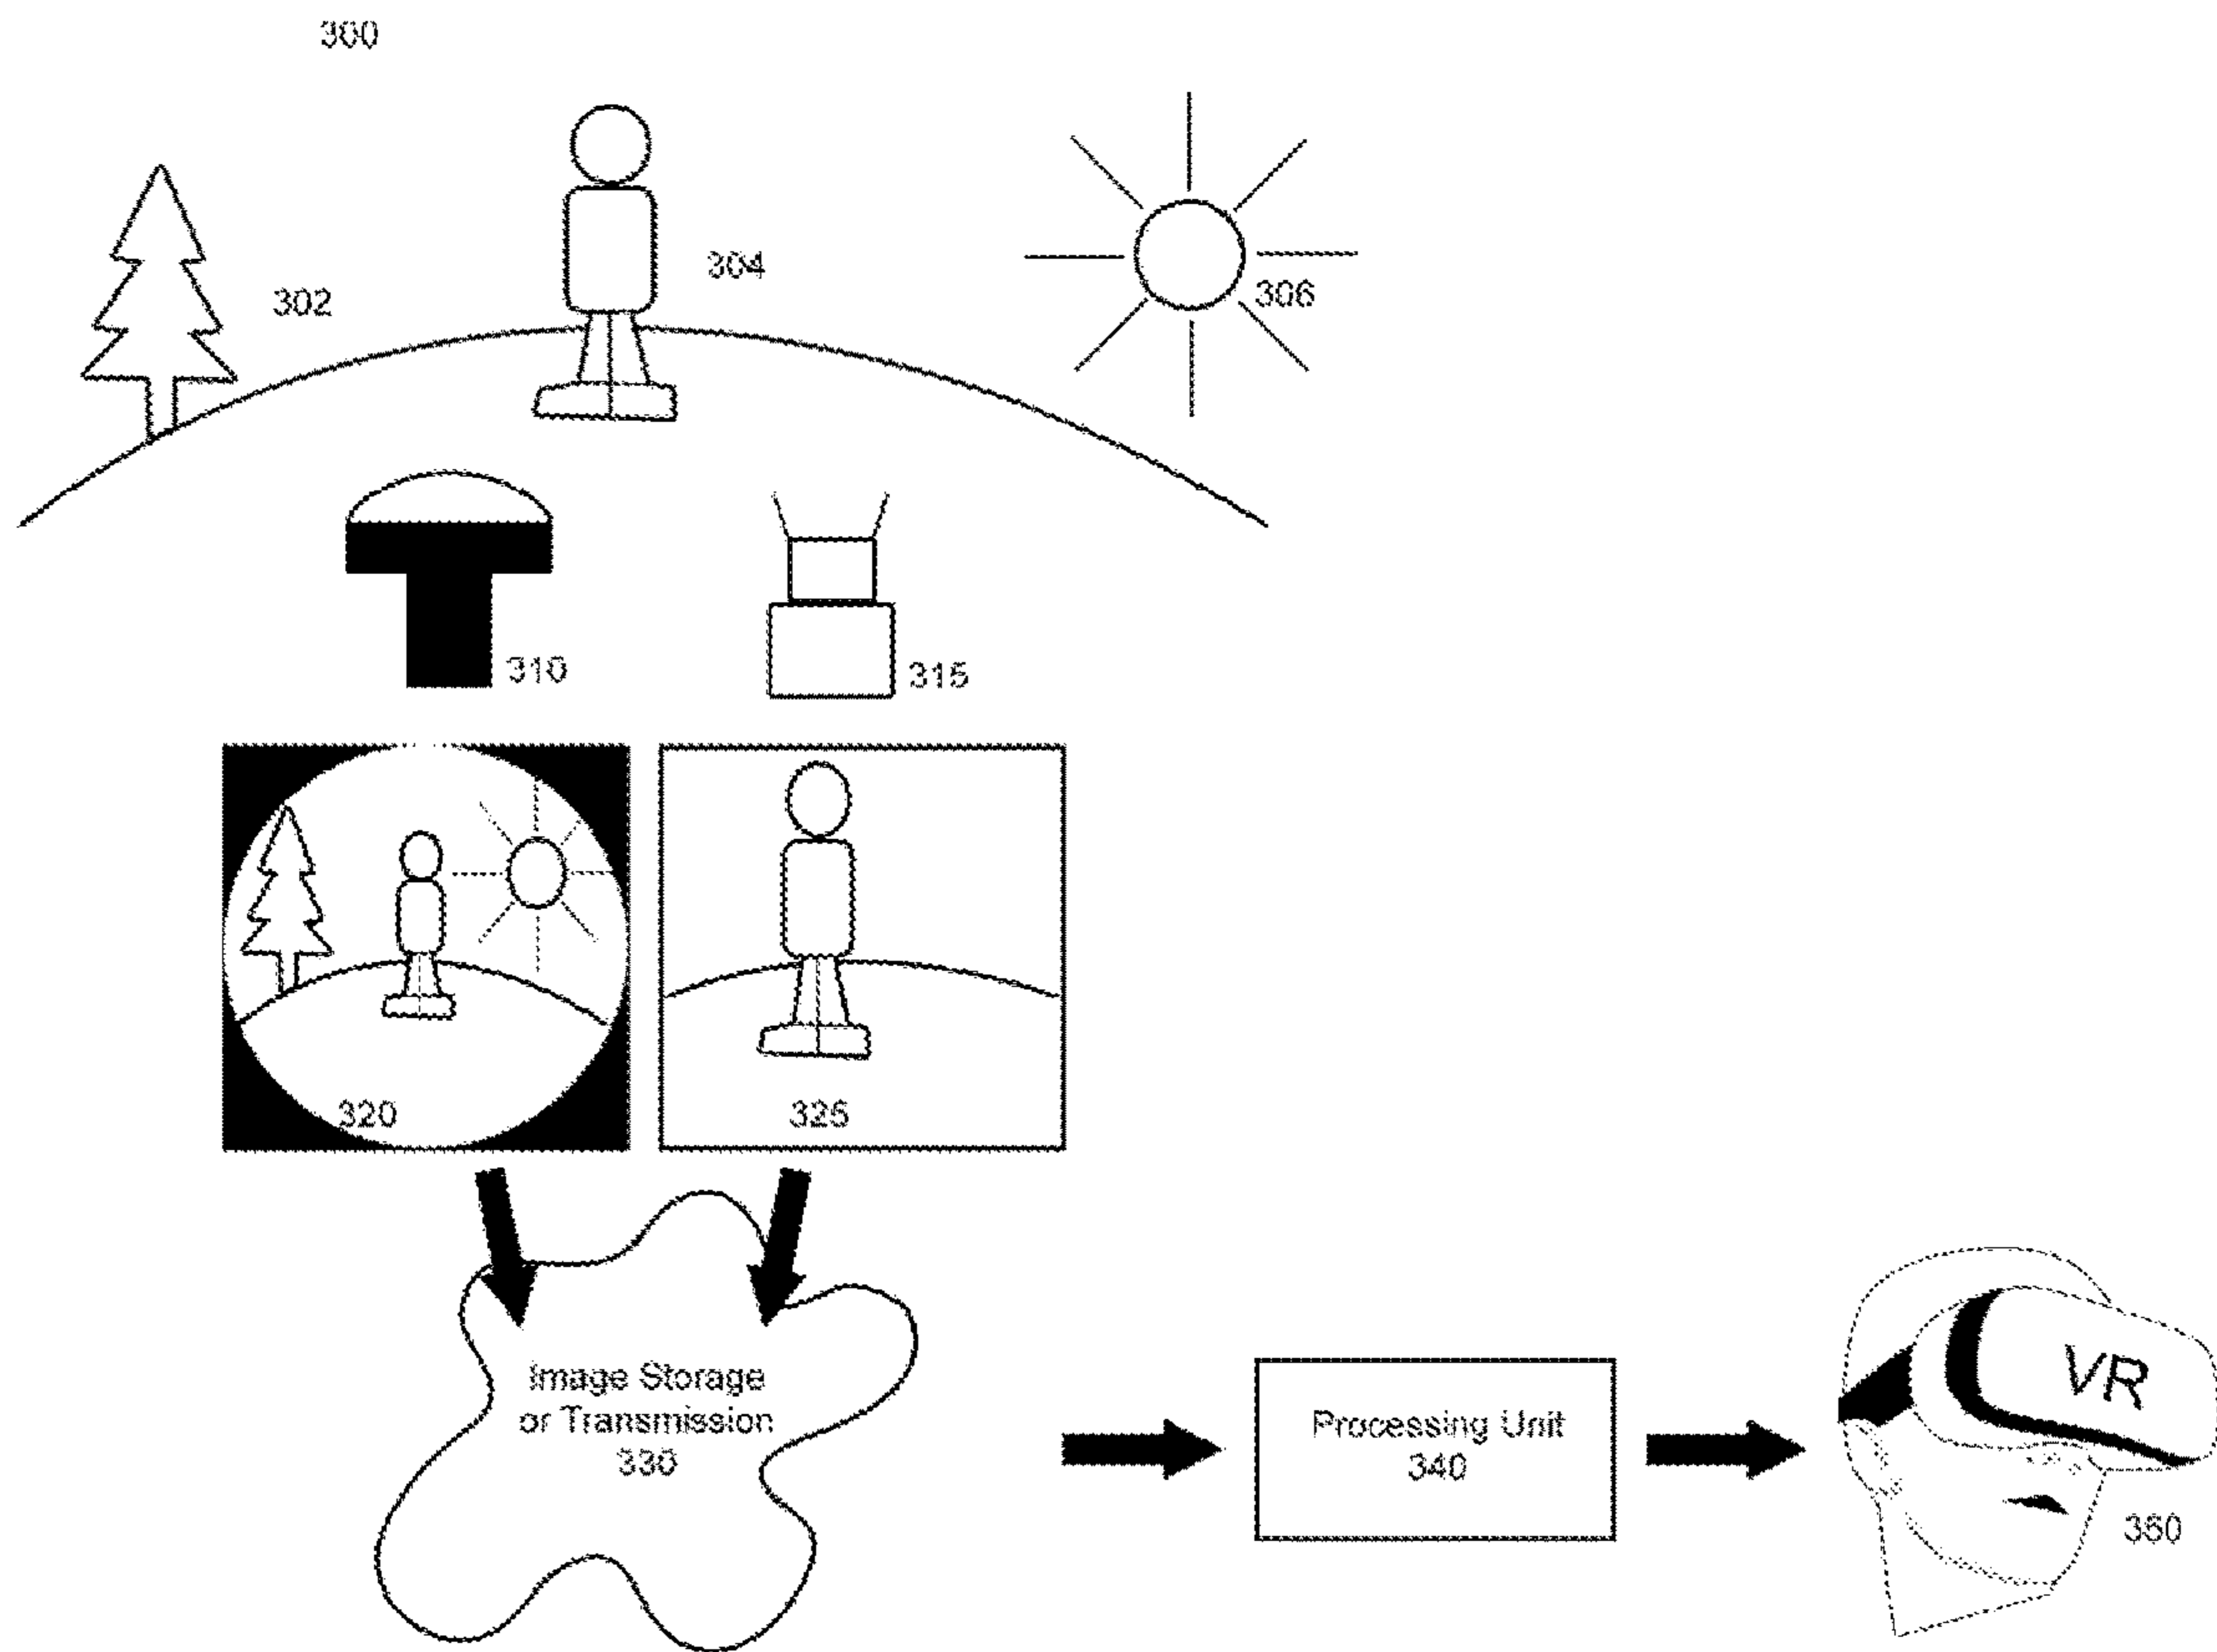 300
302
304
306
310
315
320
325
Image Storage
or Transmission
330
Processing Unit
340
VR
350